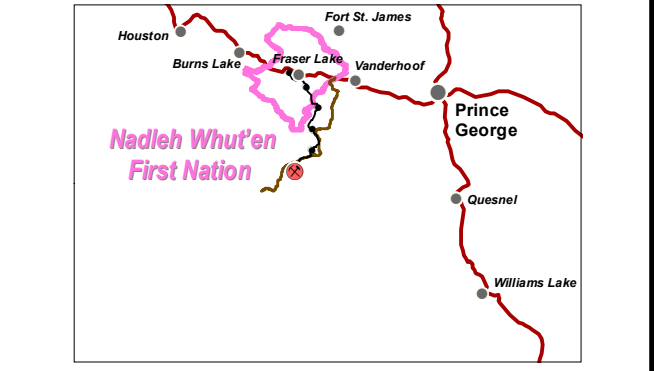 Fort St. James
Houston
Fraser Lake
Burns Lake
Vanderhoof
Prince
George
Nadleh Whut'en
First Nation
Quesnel
Williams Lake